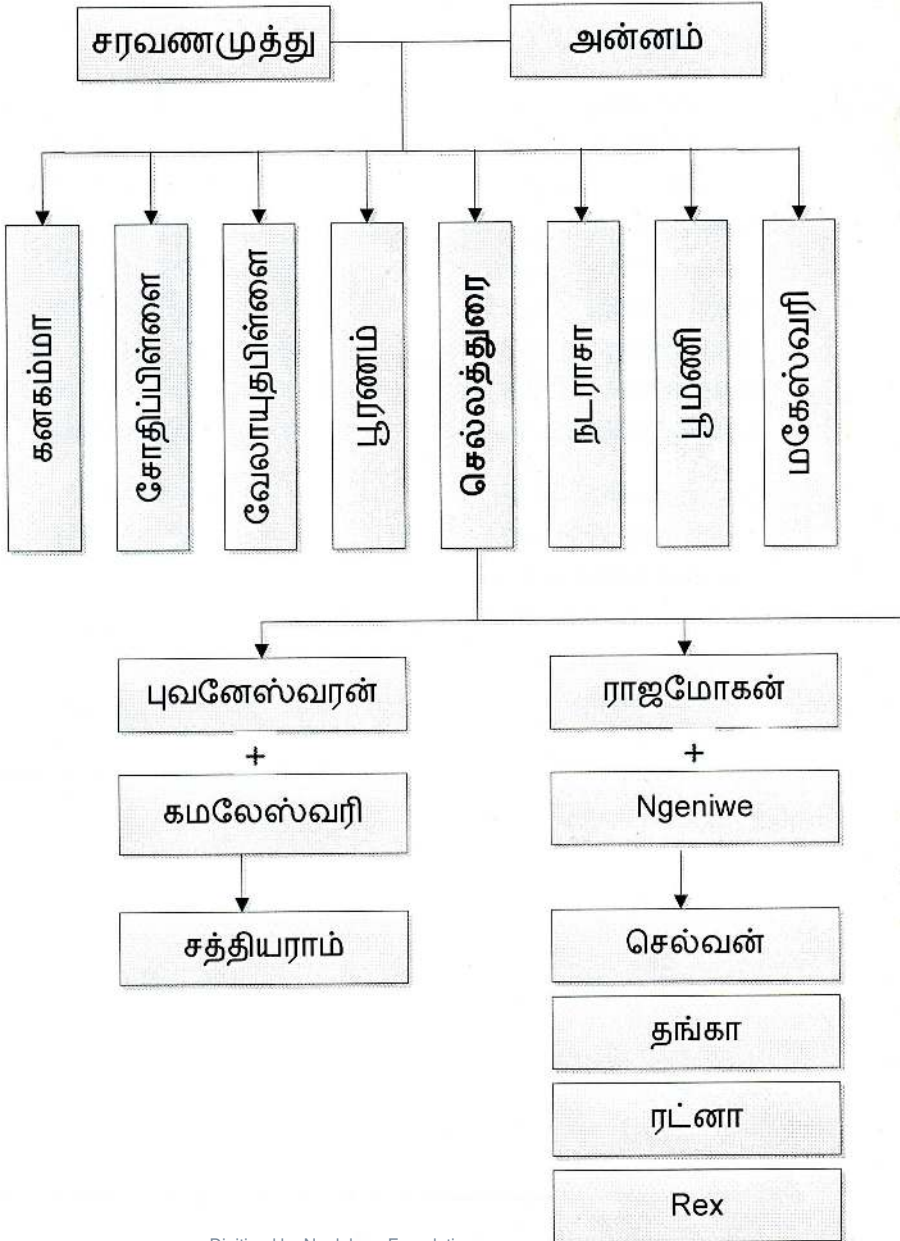 சரவணமுத்து
அன்னம்
கனகம்மா
சோதிப்பிள்ளை
வேலாயுதபிள்ளை
பூரணம்
செல்லத்துரை
நடராசா
பூமணி
மகேஸ்வரி
புவனேஸ்வரன்
ராஜமோகன்
+
+
கமலேஸ்வரி
Ngeniwe
சத்தியராம்
செல்வன்
தங்கா
ரட்னா
Rex